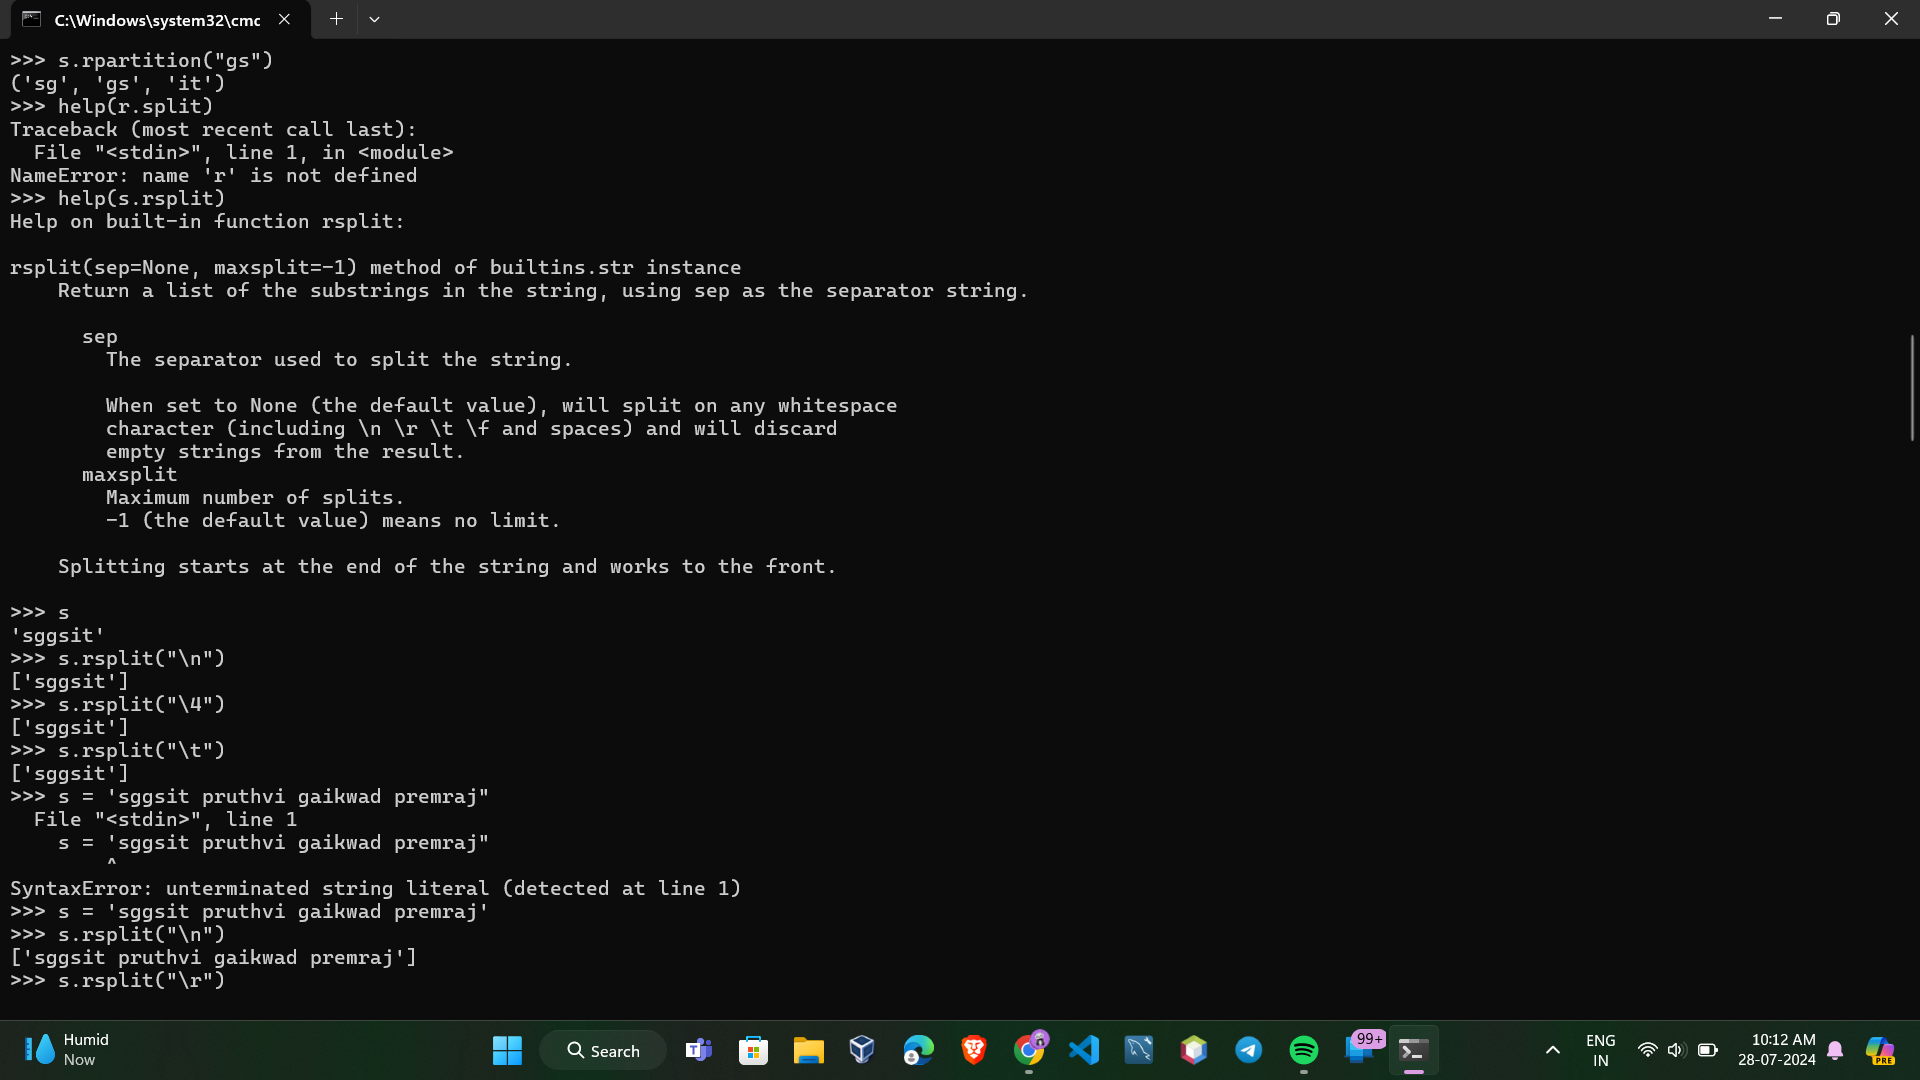 C:\Windows\system32\cmc
>>> s.rpartition("gs")
('sg', 'gs', 'it')
>>> help(r.split)
Traceback (most recent call last):
  File "<stdin>", line 1, in <module>
NameError: name 'r' is not defined
>>> help(s.rsplit)
Help on built-in function rsplit:

rsplit(sep=None, maxsplit=-1) method of builtins.str instance
    Return a list of the substrings in the string, using sep as the separator string.

      sep
        The separator used to split the string.

        When set to None (the default value), will split on any whitespace
        character (including \n \r \t \f and spaces) and will discard
        empty strings from the result.
      maxsplit
        Maximum number of splits.
        -1 (the default value) means no limit.

    Splitting starts at the end of the string and works to the front.

>>> s
'sggsit'
>>> s.rsplit("\n")
['sggsit']
>>> s.rsplit("\4")
['sggsit']
>>> s.rsplit("\t")
['sggsit']
>>> s = 'sggsit pruthvi gaikwad premraj"
  File "<stdin>", line 1
    s = 'sggsit pruthvi gaikwad premraj"
        ^
SyntaxError: unterminated string literal (detected at line 1)
>>> s = 'sggsit pruthvi gaikwad premraj'
>>> s.rsplit("\n")
['sggsit pruthvi gaikwad premraj']
>>> s.rsplit("\r")
Humid
Now
Search
99+
ENG
IN
10:12 AM
28-07-2024
PRE